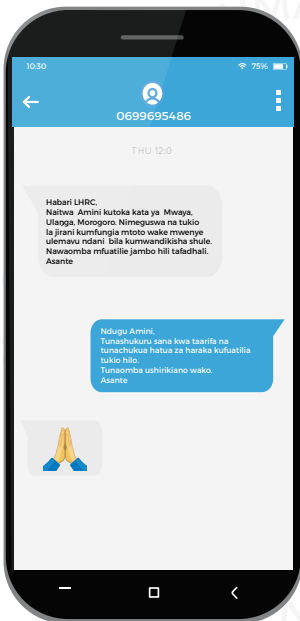 10:30
75%
0699695486
THU 12:0
Habari LHRC,
Naitwa Amini kutoka kata ya Mwaya,
Ulanga, Morogoro. Nimeguswa na tukio
la jirani kumfungia mtoto wake mwenye
ulemavu ndani bila kumwandikisha shule.
Nawaomba mfuatilie jambo hili tafadhali.
Asante
Ndugu Amini,
Tunashukuru sana kwa taarifa na
tunachukua hatua za haraka kufuatilia
tukio hilo.
Tunaomba ushirikiano wako.
Asante